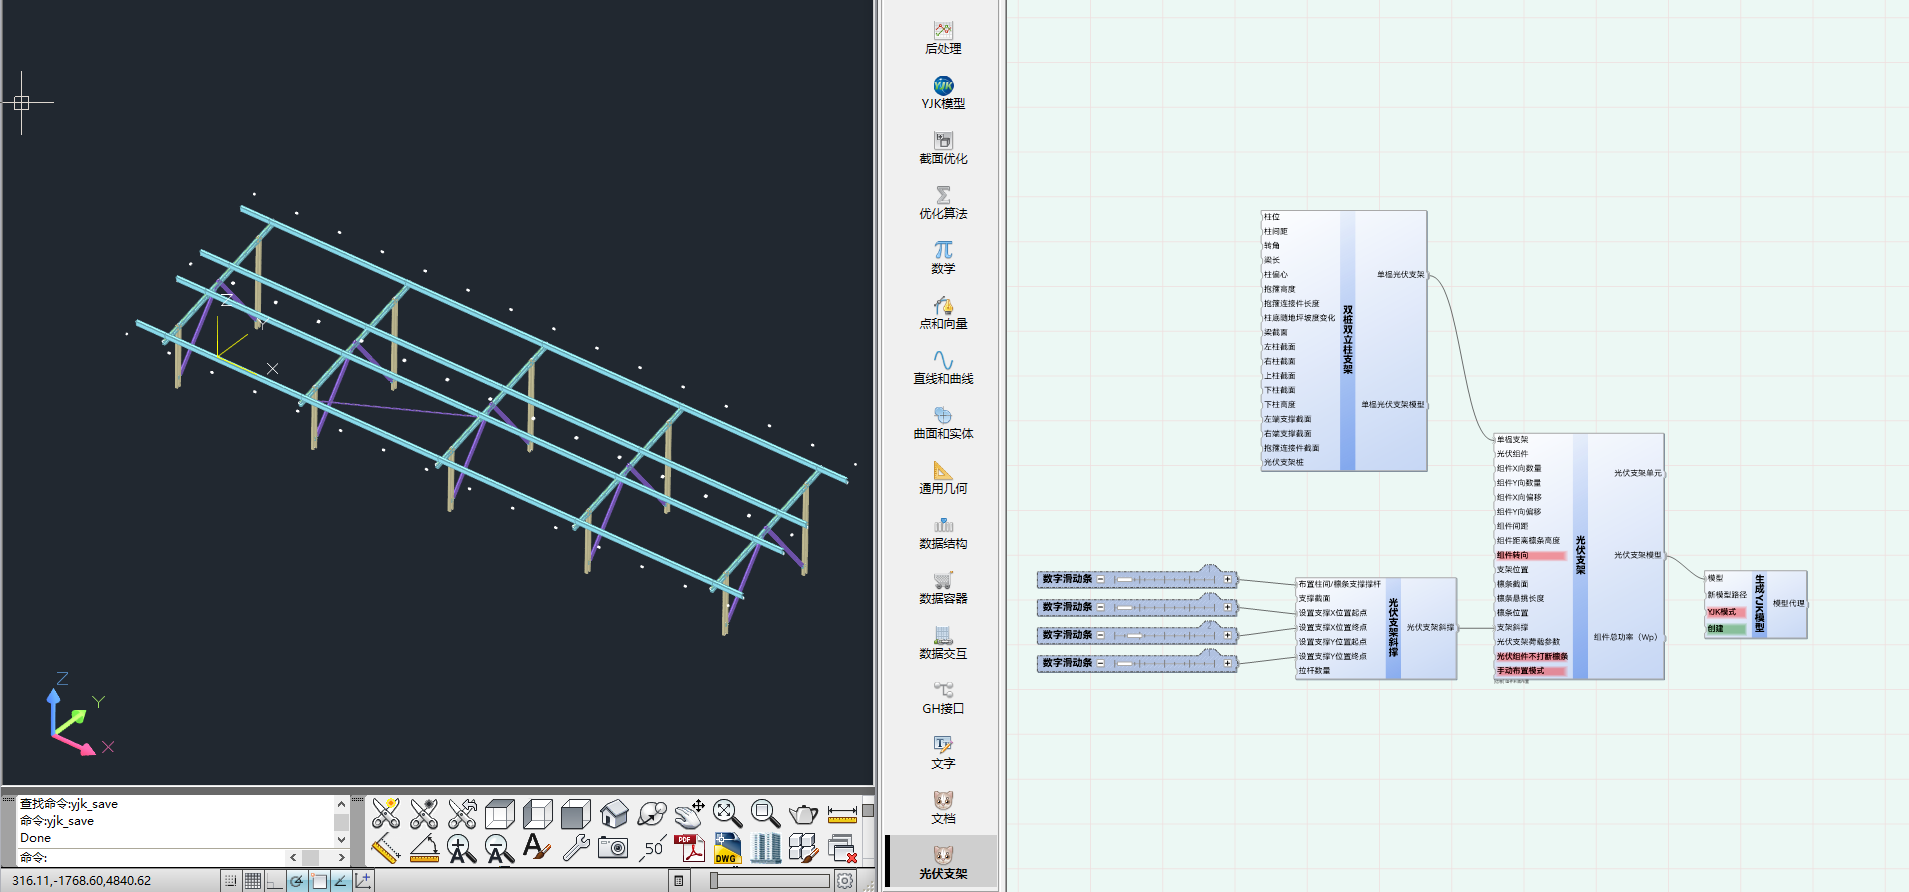 Z
Y
X
Z
Y
X
查找命令:yjk_save
命令:yjk_save
Done
命令:
316.11,-1768.60,4840.62
.50
PDF
DWG
后处理
YJK
YJK模型
截面优化
优化算法
数学
点和向量
直线和曲线
曲面和实体
通用几何
数据结构
数据容器
数据交互
GH接口
文字
文档
光伏支架
柱位
柱间距
转角
梁长
柱偏心
抱箍高度
抱箍连接件长度
柱底随地坪坡度变化
梁截面
左柱截面
右柱截面
上柱截面
下柱截面
下柱高度
左端支撑截面
右端支撑截面
抱箍连接件截面
光伏支架桩
双桩双立柱支架
单榀光伏支架
单榀光伏支架模型
数字滑动条
数字滑动条
数字滑动条
数字滑动条
布置柱间/檩条支撑撑杆
支撑截面
设置支撑X位置起点
设置支撑X位置终点
设置支撑Y位置起点
设置支撑Y位置终点
拉杆数量
光伏支架斜撑
光伏支架斜撑
单榀支架
光伏组件
组件X向数量
组件Y向数量
组件X向偏移
组件Y向偏移
组件间距
组件距离檩条高度
组件转向
支架位置
檩条截面
檩条悬挑长度
檩条位置
支架斜撑
光伏支架荷载参数
光伏组件不打断檩条
手动布置模式
光伏支架
光伏支架单元
光伏支架模型
组件总功率（Wp）
模型
新模型路径
YJK模式
创建
生成YJK模型
模型代理